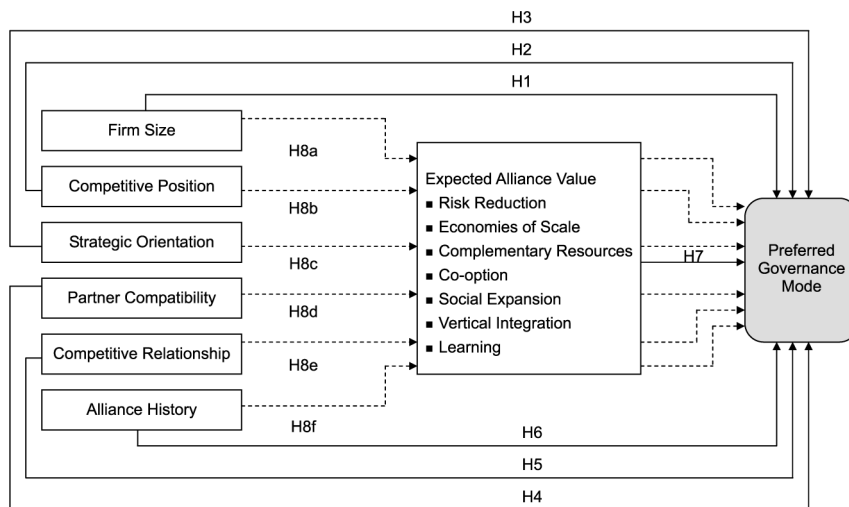 H3
H2
H1
Firm Size
H8a
Competitive Position
H8b
Strategic Orientation
H8c
Partner Compatibility
H8d
Competitive Relationship
H8e
Alliance History
H8f
Expected Alliance Value
▪ Risk Reduction
▪ Economies of Scale
▪ Complementary Resources
▪ Co-option
▪ Social Expansion
▪ Vertical Integration
▪ Learning
H7
Preferred
Governance
Mode
H6
H5
H4